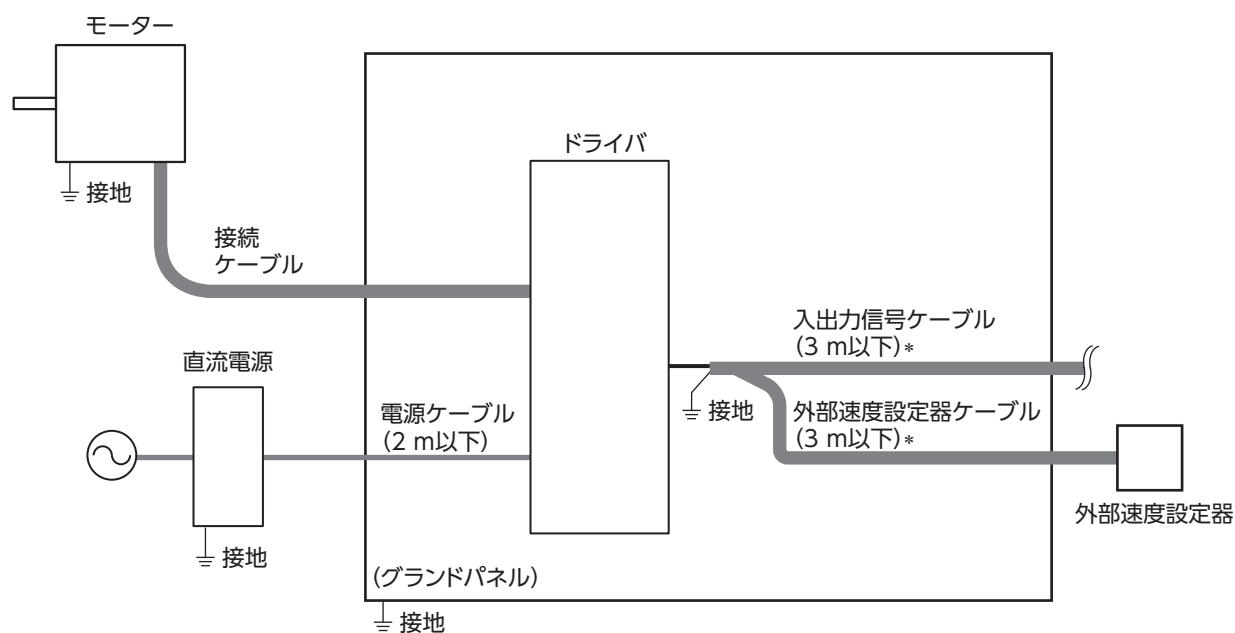 モーター
接地
接続
ケーブル
ドライバ
入出力信号ケーブル
(3 m以下)*
直流電源
電源ケーブル
(2 m以下)
接地
外部速度設定器ケーブル
(3 m以下)*
外部速度設定器
接地
(グランドパネル)
接地